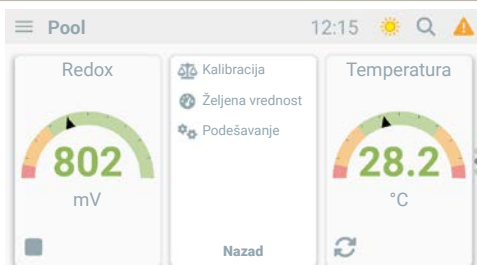 Pool
12:15
Redox
802
mV
Kalibracija
Željena vrednost
Podešavanje
Nazad
Temperatura
28.2
°C